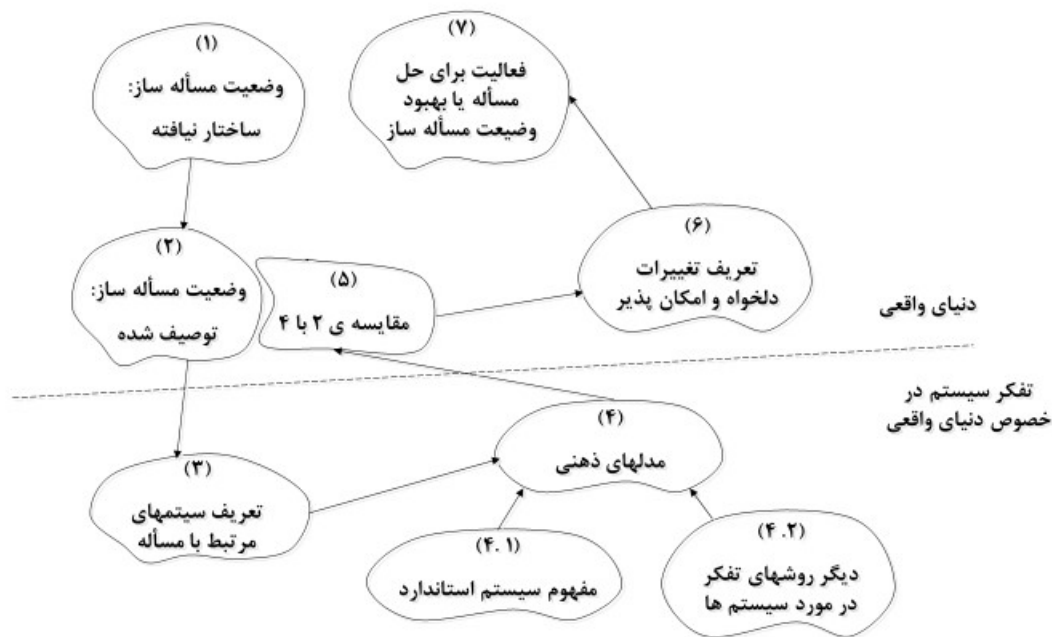 (۱)
وضعیت مسأله ساز:
ساختار نیافته
(۷)
فعالیت برای حل
مسأله یا بهبود
وضیعت مسأله ساز
(۲)
وضعیت مسأله ساز:
توصیف شده
(۵)
مقایسه ی ۲ با ۴
(۶)
تعریف تغییرات
دلخواه و امکان پذیر
دنیای واقعی
تفکر سیستم در
خصوص دنیای واقعی
(۳)
تعریف سیتمهای
مرتبط با مسأله
(۴)
مدلهای ذهنی
(۴.۱)
مفهوم سیستم استاندارد
(۴.۲)
دیگر روشهای تفکر
در مورد سیستم ها